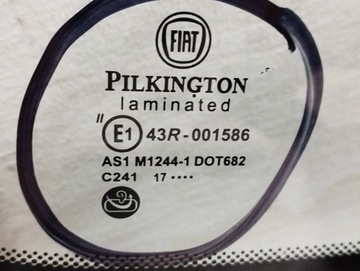 FIAT
PILKINGTON
laminated
" E1 43R-001586
AS1 M1244-1 DOT682
C241 17 ····